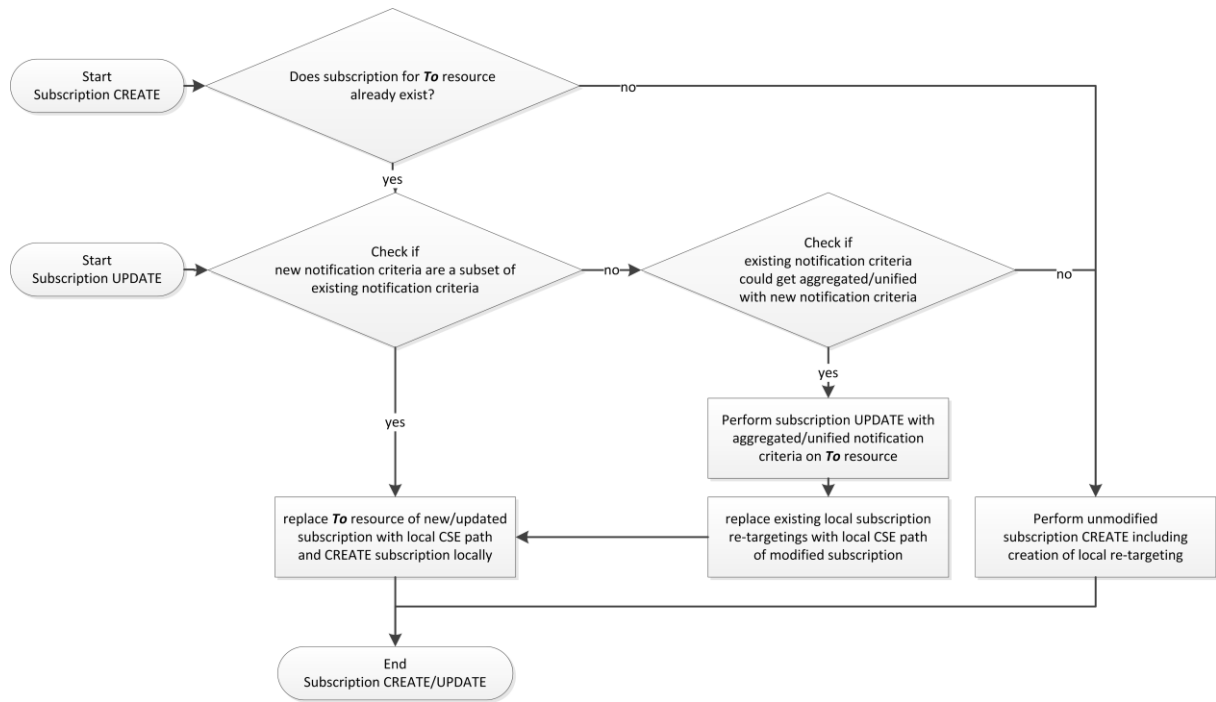 Start
Subscription CREATE
Does subscription for To resource
already exist?
no
yes
Start
Subscription UPDATE
Check if
new notification criteria are a subset of
existing notification criteria
no
Check if
existing notification criteria
could get aggregated/unified
with new notification criteria
no
yes
yes
Perform subscription UPDATE with
aggregated/unified notification
criteria on To resource
replace To resource of new/updated
subscription with local CSE path
and CREATE subscription locally
replace existing local subscription
re-targetings with local CSE path
of modified subscription
Perform unmodified
subscription CREATE including
creation of local re-targeting
End
Subscription CREATE/UPDATE